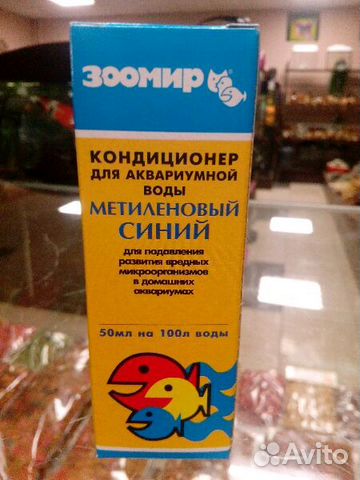 ЗООМИР
КОНДИЦИОНЕР
ДЛЯ АКВАРИУМНОЙ
ВОДЫ
МЕТИЛЕНОВЫЙ
СИНИЙ
для подавления
развития вредных
микроорганизмов
в домашних
аквариумах
50мл на 100л воды
Avito